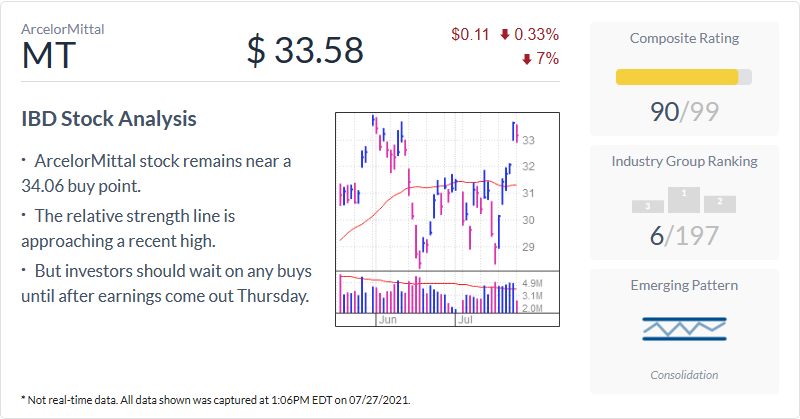 ArcelorMittal
MT
$ 33.58
$0.11 ⬇ 0.33%
⬇ 7%
IBD Stock Analysis
· ArcelorMittal stock remains near a
34.06 buy point.
· The relative strength line is
approaching a recent high.
· But investors should wait on any buys
until after earnings come out Thursday.
33
32
31
30
29
4.9M
3.1M
2.0M
Jun
Jul
Composite Rating
90/99
Industry Group Ranking
3
1
2
6/197
Emerging Pattern
Consolidation
* Not real-time data. All data shown was captured at 1:06PM EDT on 07/27/2021.